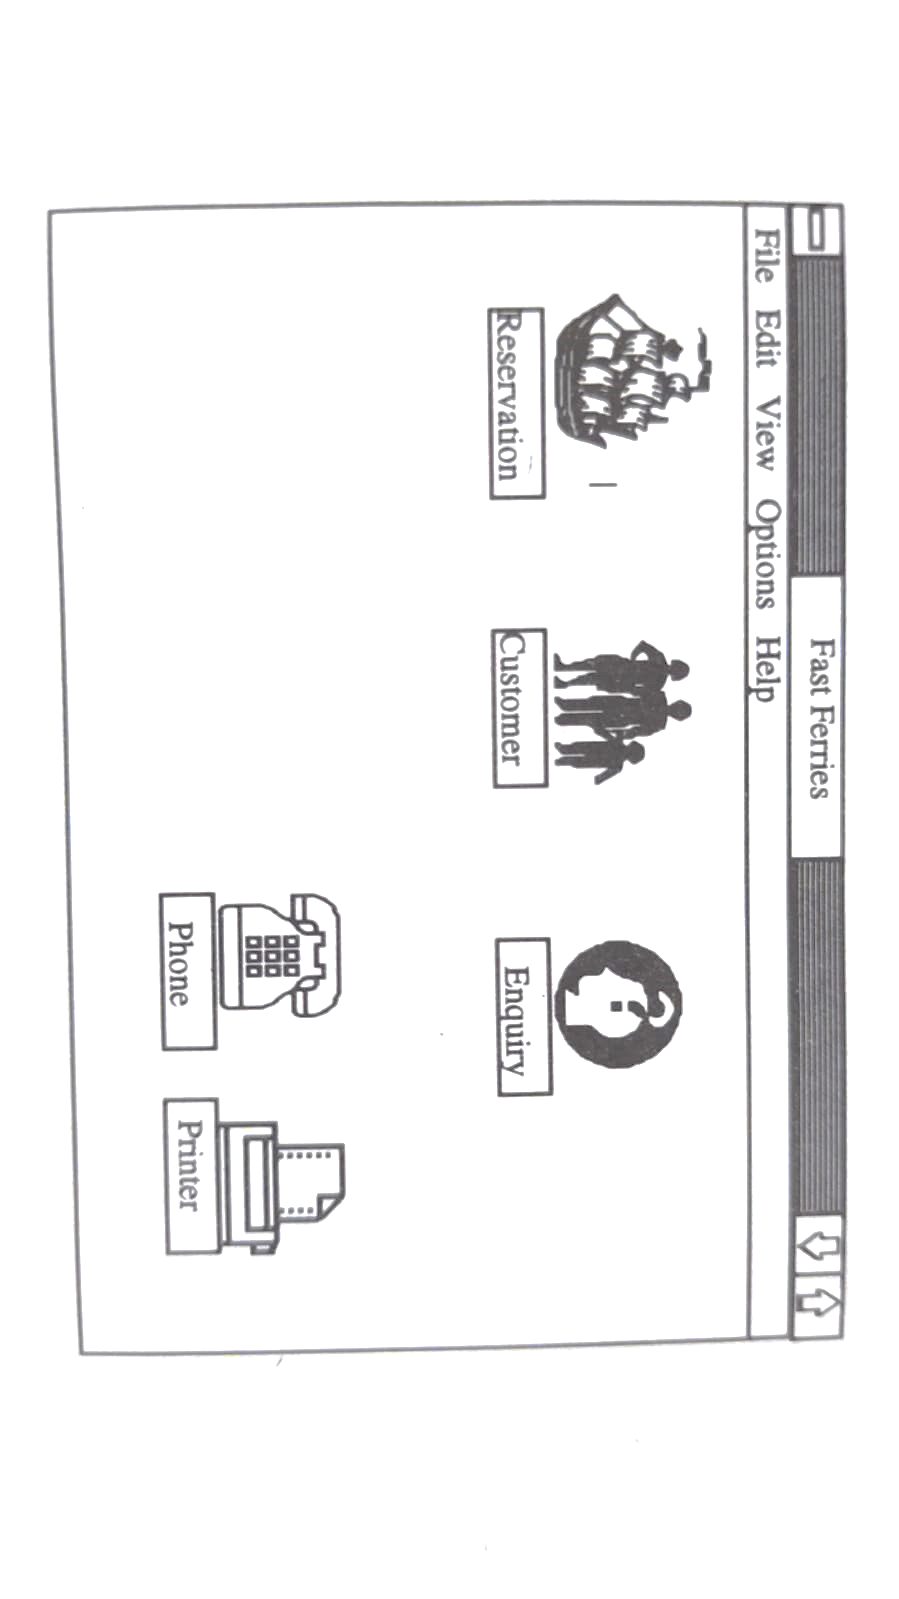 Fast Ferries
File Edit View Options Help
Reservation
Customer
Enquiry
Phone
Printer